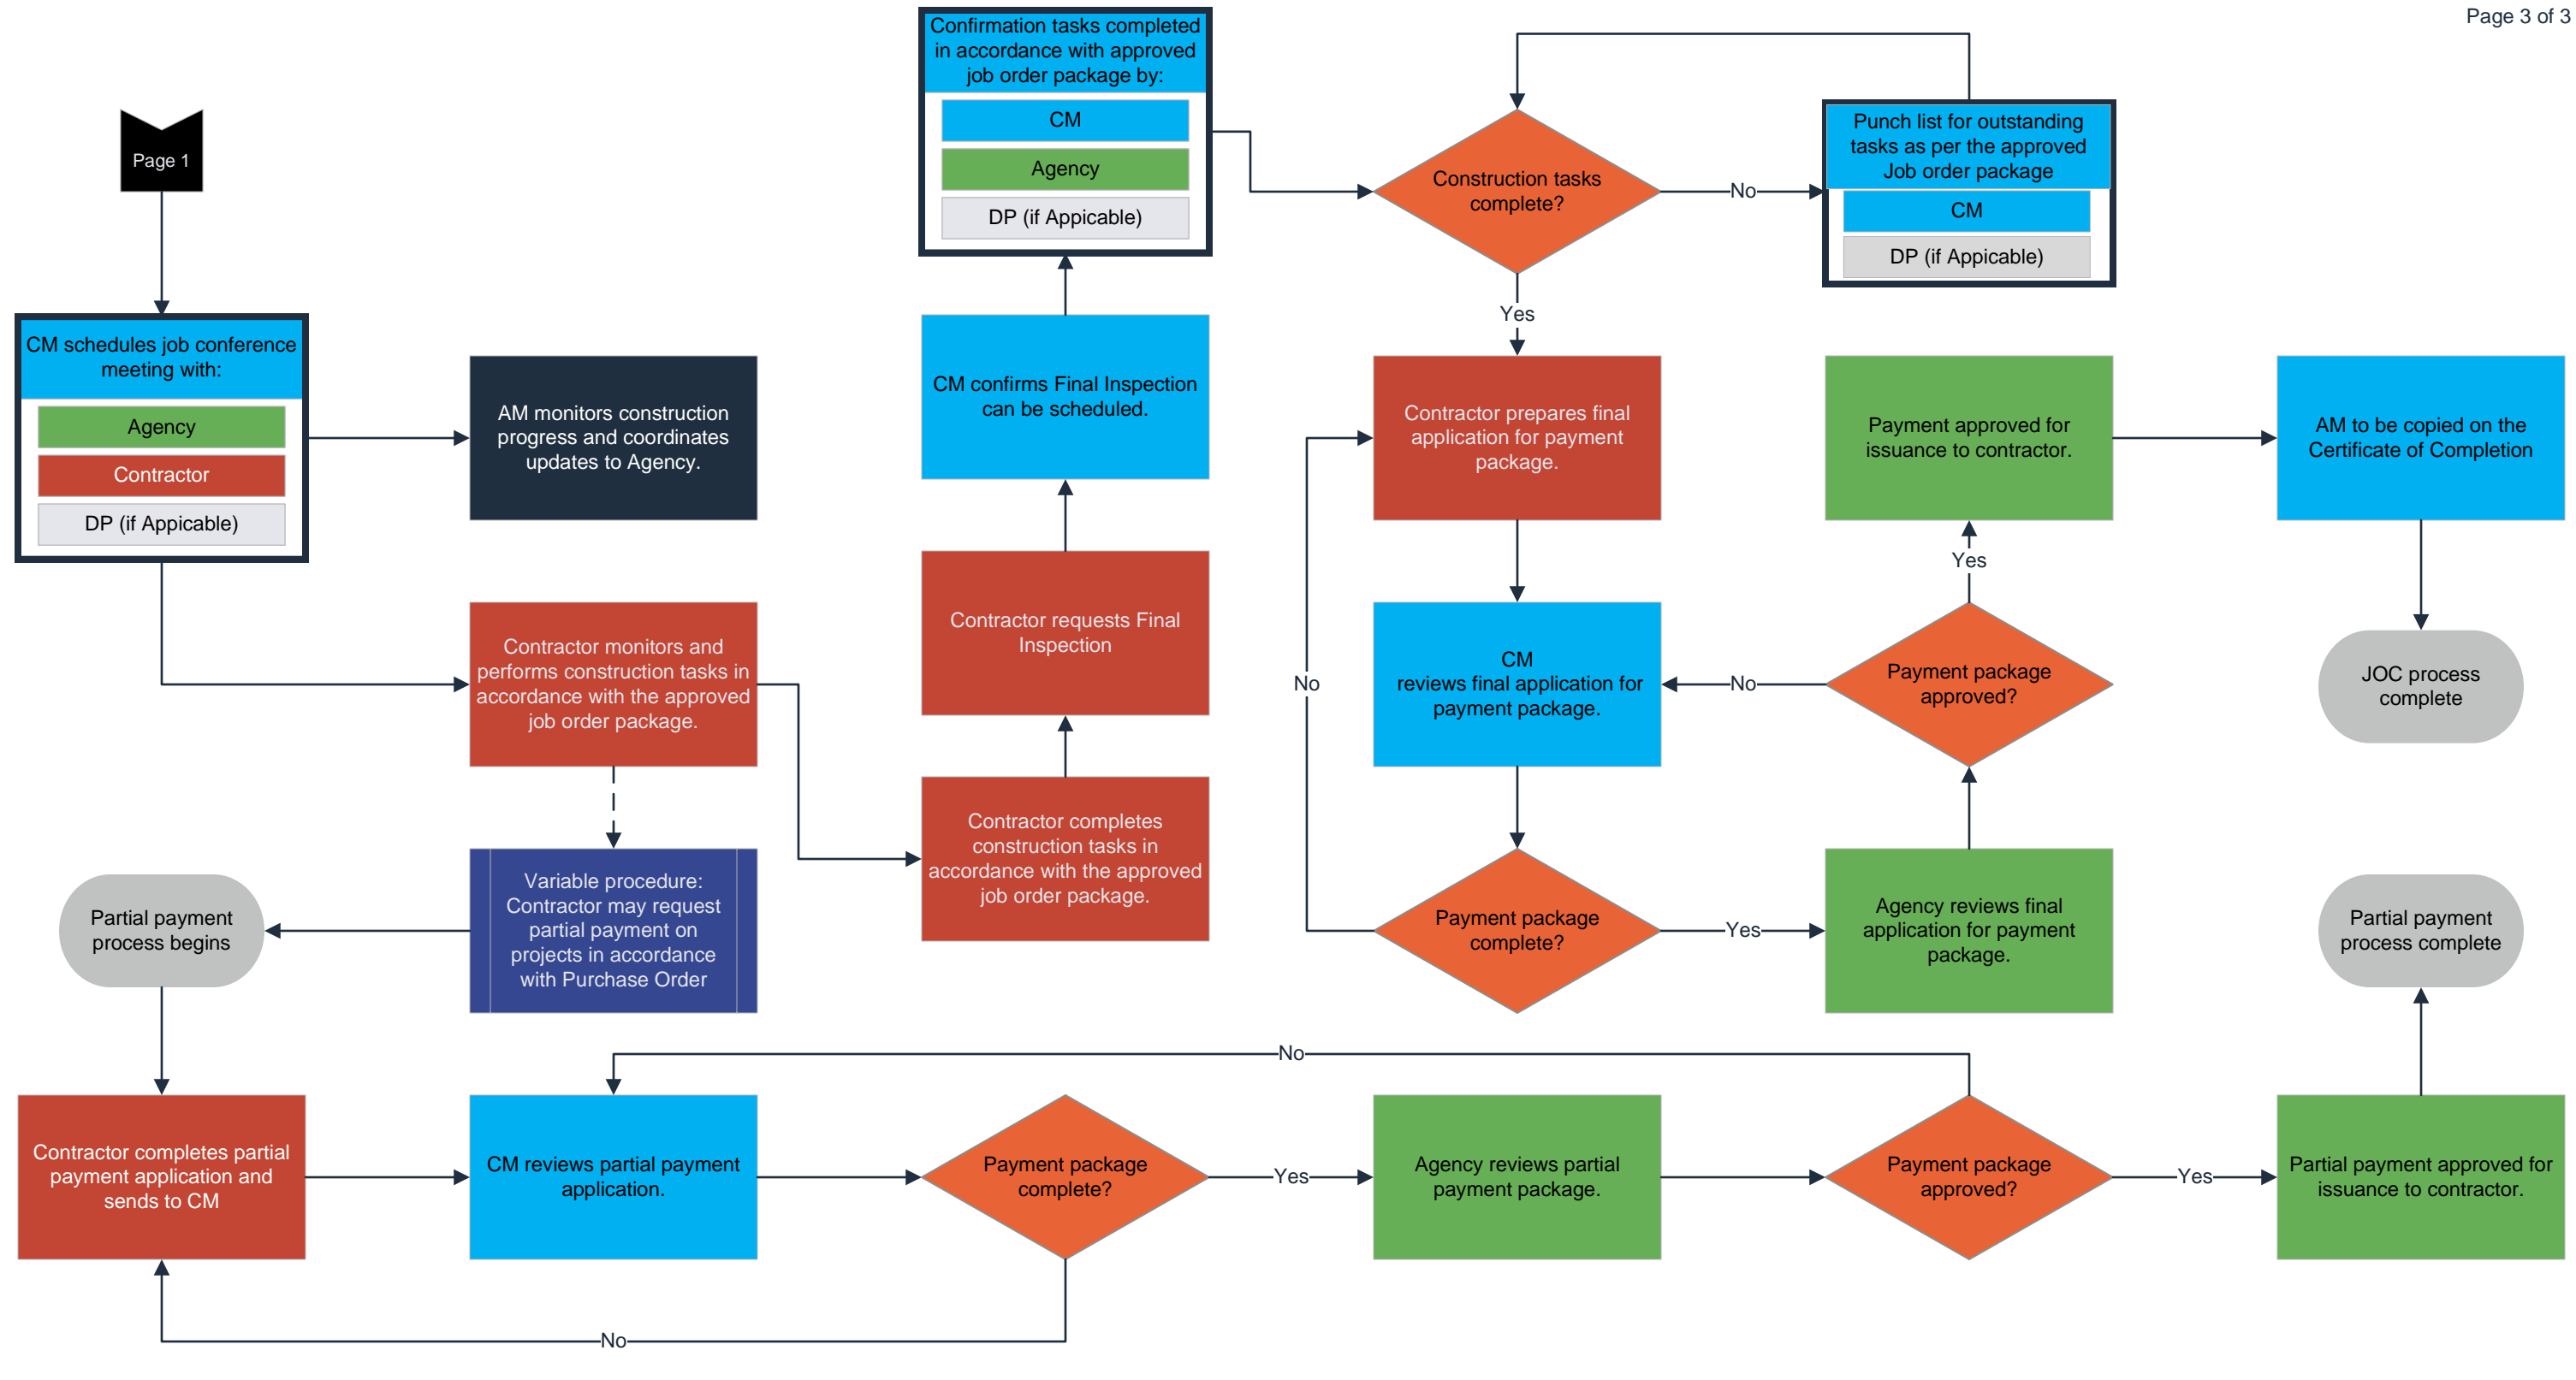 Page 3 of 3
Page 1
CM schedules job conference
meeting with:
Agency
Contractor
DP (if Appicable)
AM monitors construction
progress and coordinates
updates to Agency.
Contractor monitors and
performs construction tasks in
accordance with the approved
job order package.
Variable procedure:
Contractor may request
partial payment on
projects in accordance
with Purchase Order
Contractor completes
construction tasks in
accordance with the approved
job order package.
Contractor requests Final
Inspection
CM confirms Final Inspection
can be scheduled.
Confirmation tasks completed
in accordance with approved
job order package by:
CM
Agency
DP (if Appicable)
Construction tasks
complete?
No
Punch list for outstanding
tasks as per the approved
Job order package
CM
DP (if Appicable)
Yes
Contractor prepares final
application for payment
package.
CM
reviews final application for
payment package.
Payment package
complete?
No
Yes
Agency reviews final
application for payment
package.
Payment package
approved?
No
Yes
Payment approved for
issuance to contractor.
AM to be copied on the
Certificate of Completion
JOC process
complete
Partial payment
process begins
Contractor completes partial
payment application and
sends to CM
CM reviews partial payment
application.
Payment package
complete?
No
Yes
Agency reviews partial
payment package.
Payment package
approved?
No
Yes
Partial payment approved for
issuance to contractor.
Partial payment
process complete